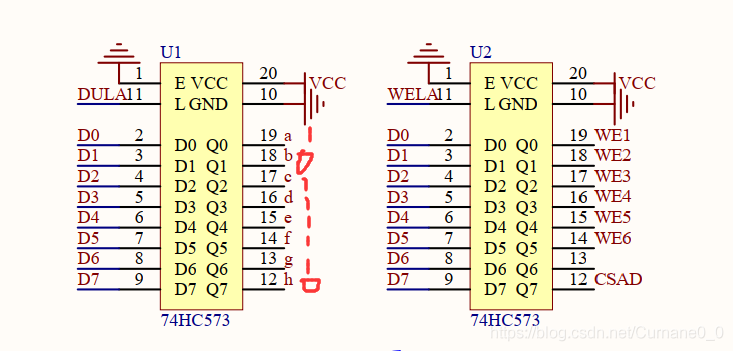 U1 U2
1 E VCC 20 VCC 1 E VCC 20 VCC
DULA 11 L GND 10 WELA 11 L GND 10
D0 2 D0 Q0 19 a D0 2 D0 Q0 19 WE1
D1 3 D1 Q1 18 b D1 3 D1 Q1 18 WE2
D2 4 D2 Q2 17 c D2 4 D2 Q2 17 WE3
D3 5 D3 Q3 16 d D3 5 D3 Q3 16 WE4
D4 6 D4 Q4 15 e D4 6 D4 Q4 15 WE5
D5 7 D5 Q5 14 f D5 7 D5 Q5 14 WE6
D6 8 D6 Q6 13 g D6 8 D6 Q6 13
D7 9 D7 Q7 12 h D7 9 D7 Q7 12 CSAD
74HC573 74HC573
https://blog.csdn.net/Cumane0_0